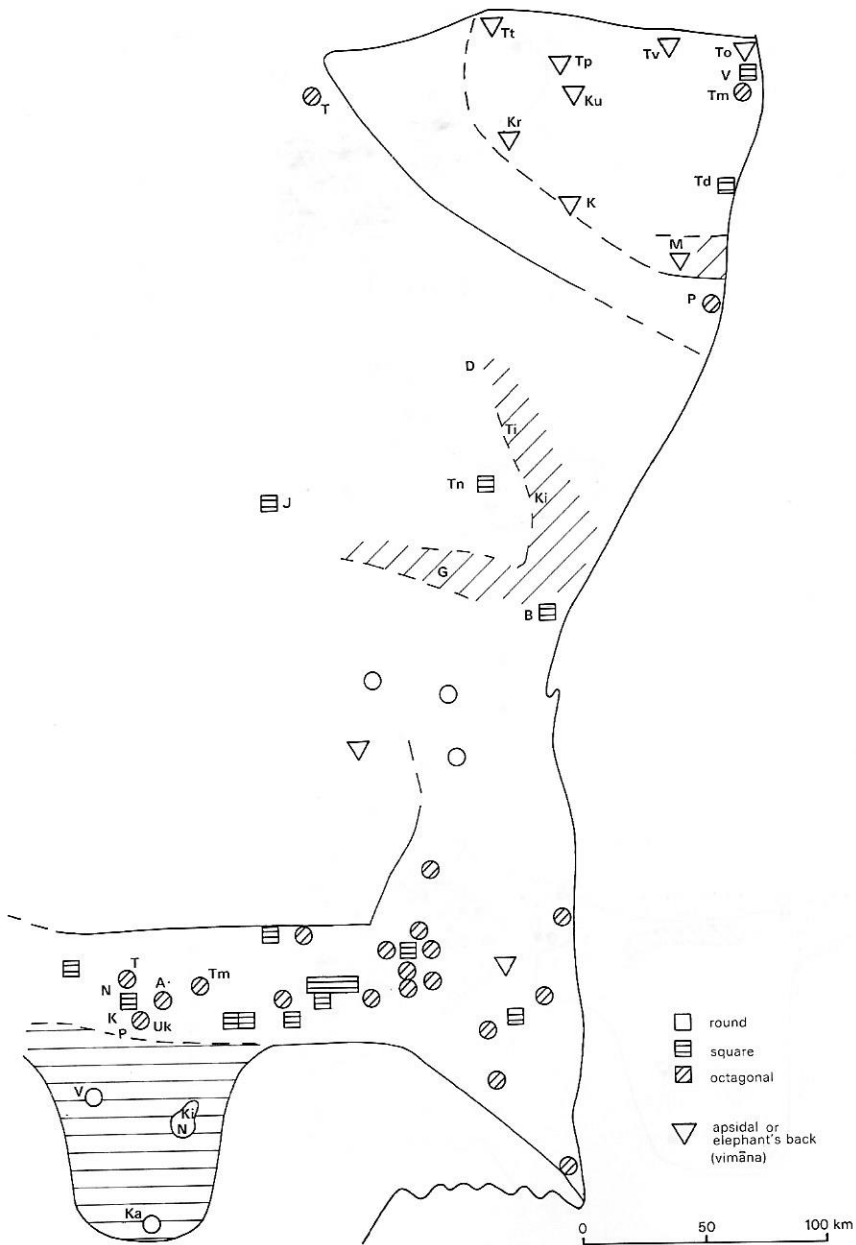 Tt
Tv
To
Tp
V
Ku
Tm
T
Kr
Td
K
M
P
D
Ti
Tn
Ki
J
G
B
T
Tm
N
A.
K
Uk
P
V
Ki
N
Ka
round
square
octagonal
apsidal or
elephant's back
(vimāna)
0 50 100 km